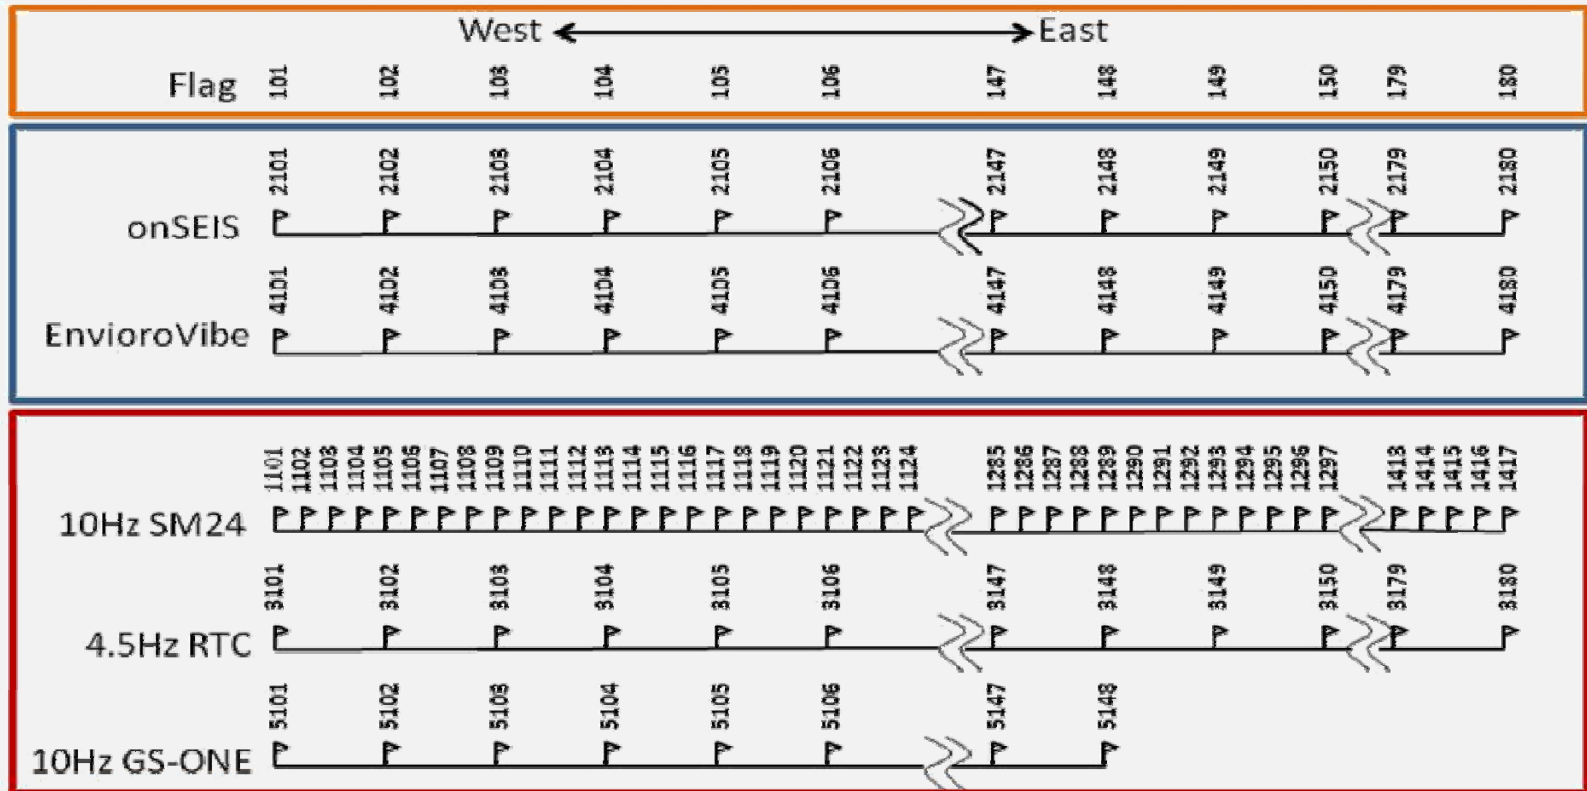 West East
Flag 101 102 103 104 105 106 147 148 149 150 179 180
2101 2102 2103 2104 2105 2106 2147 2148 2149 2150 2179 2180
onSEIS
4101 4102 4103 4104 4105 4106 4147 4148 4149 4150 4179 4180
EnvioroVibe
1101 1102 1103 1104 1105 1106 1107 1108 1109 1110 1111 1112 1113 1114 1115 1116 1117 1118 1119 1120 1121 1122 1123 1124 1285 1286 1287 1288 1289 1290 1291 1292 1293 1294 1295 1296 1297 1413 1414 1415 1416 1417
10Hz SM24
3101 3102 3103 3104 3105 3106 3147 3148 3149 3150 3179 3180
4.5Hz RTC
5101 5102 5103 5104 5105 5106 5147 5148
10Hz GS-ONE